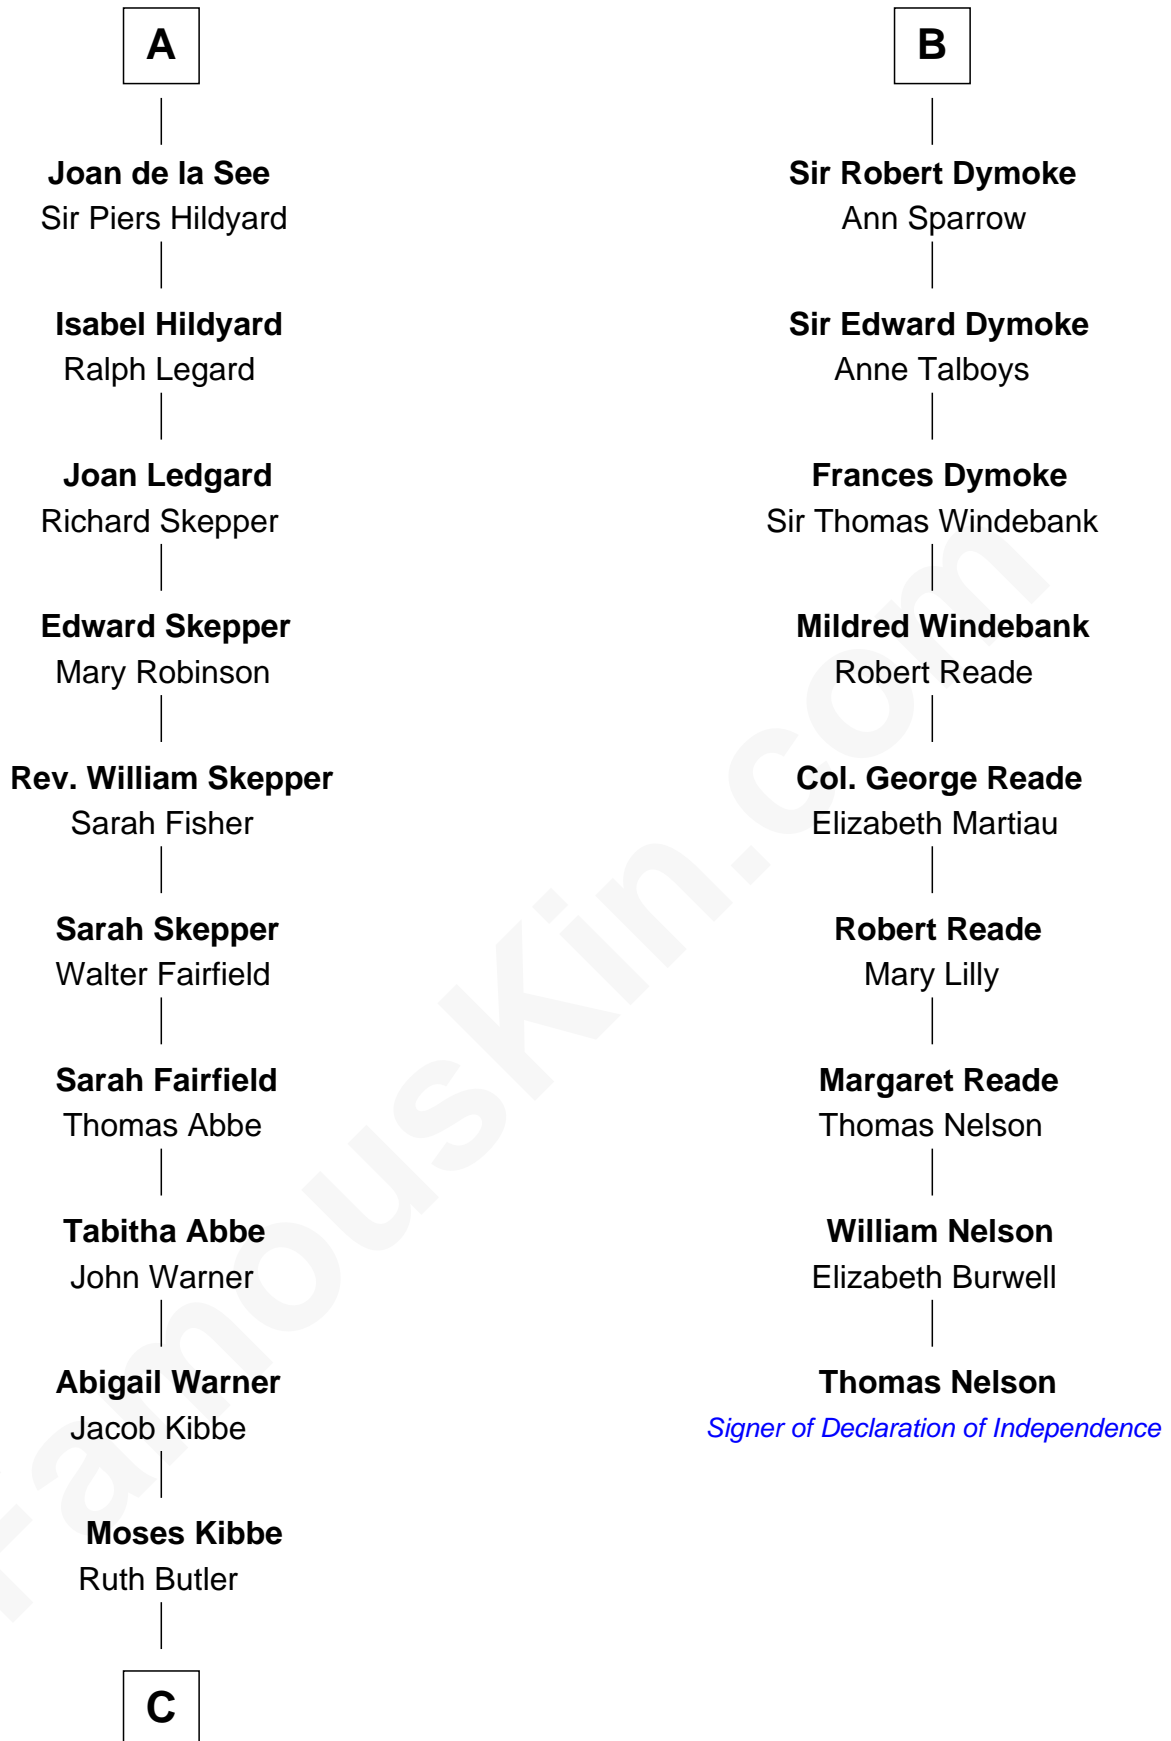 A
Joan de la See
Sir Piers Hildyard
Isabel Hildyard
Ralph Legard
Joan Ledgard
Richard Skepper
Edward Skepper
Mary Robinson
Rev. William Skepper
Sarah Fisher
Sarah Skepper
Walter Fairfield
Sarah Fairfield
Thomas Abbe
Tabitha Abbe
John Warner
Abigail Warner
Jacob Kibbe
Moses Kibbe
Ruth Butler
C
B
Sir Robert Dymoke
Ann Sparrow
Sir Edward Dymoke
Anne Talboys
Frances Dymoke
Sir Thomas Windebank
Mildred Windebank
Robert Reade
Col. George Reade
Elizabeth Martiau
Robert Reade
Mary Lilly
Margaret Reade
Thomas Nelson
William Nelson
Elizabeth Burwell
Thomas Nelson
Signer of Declaration of Independence
FamousKin.com